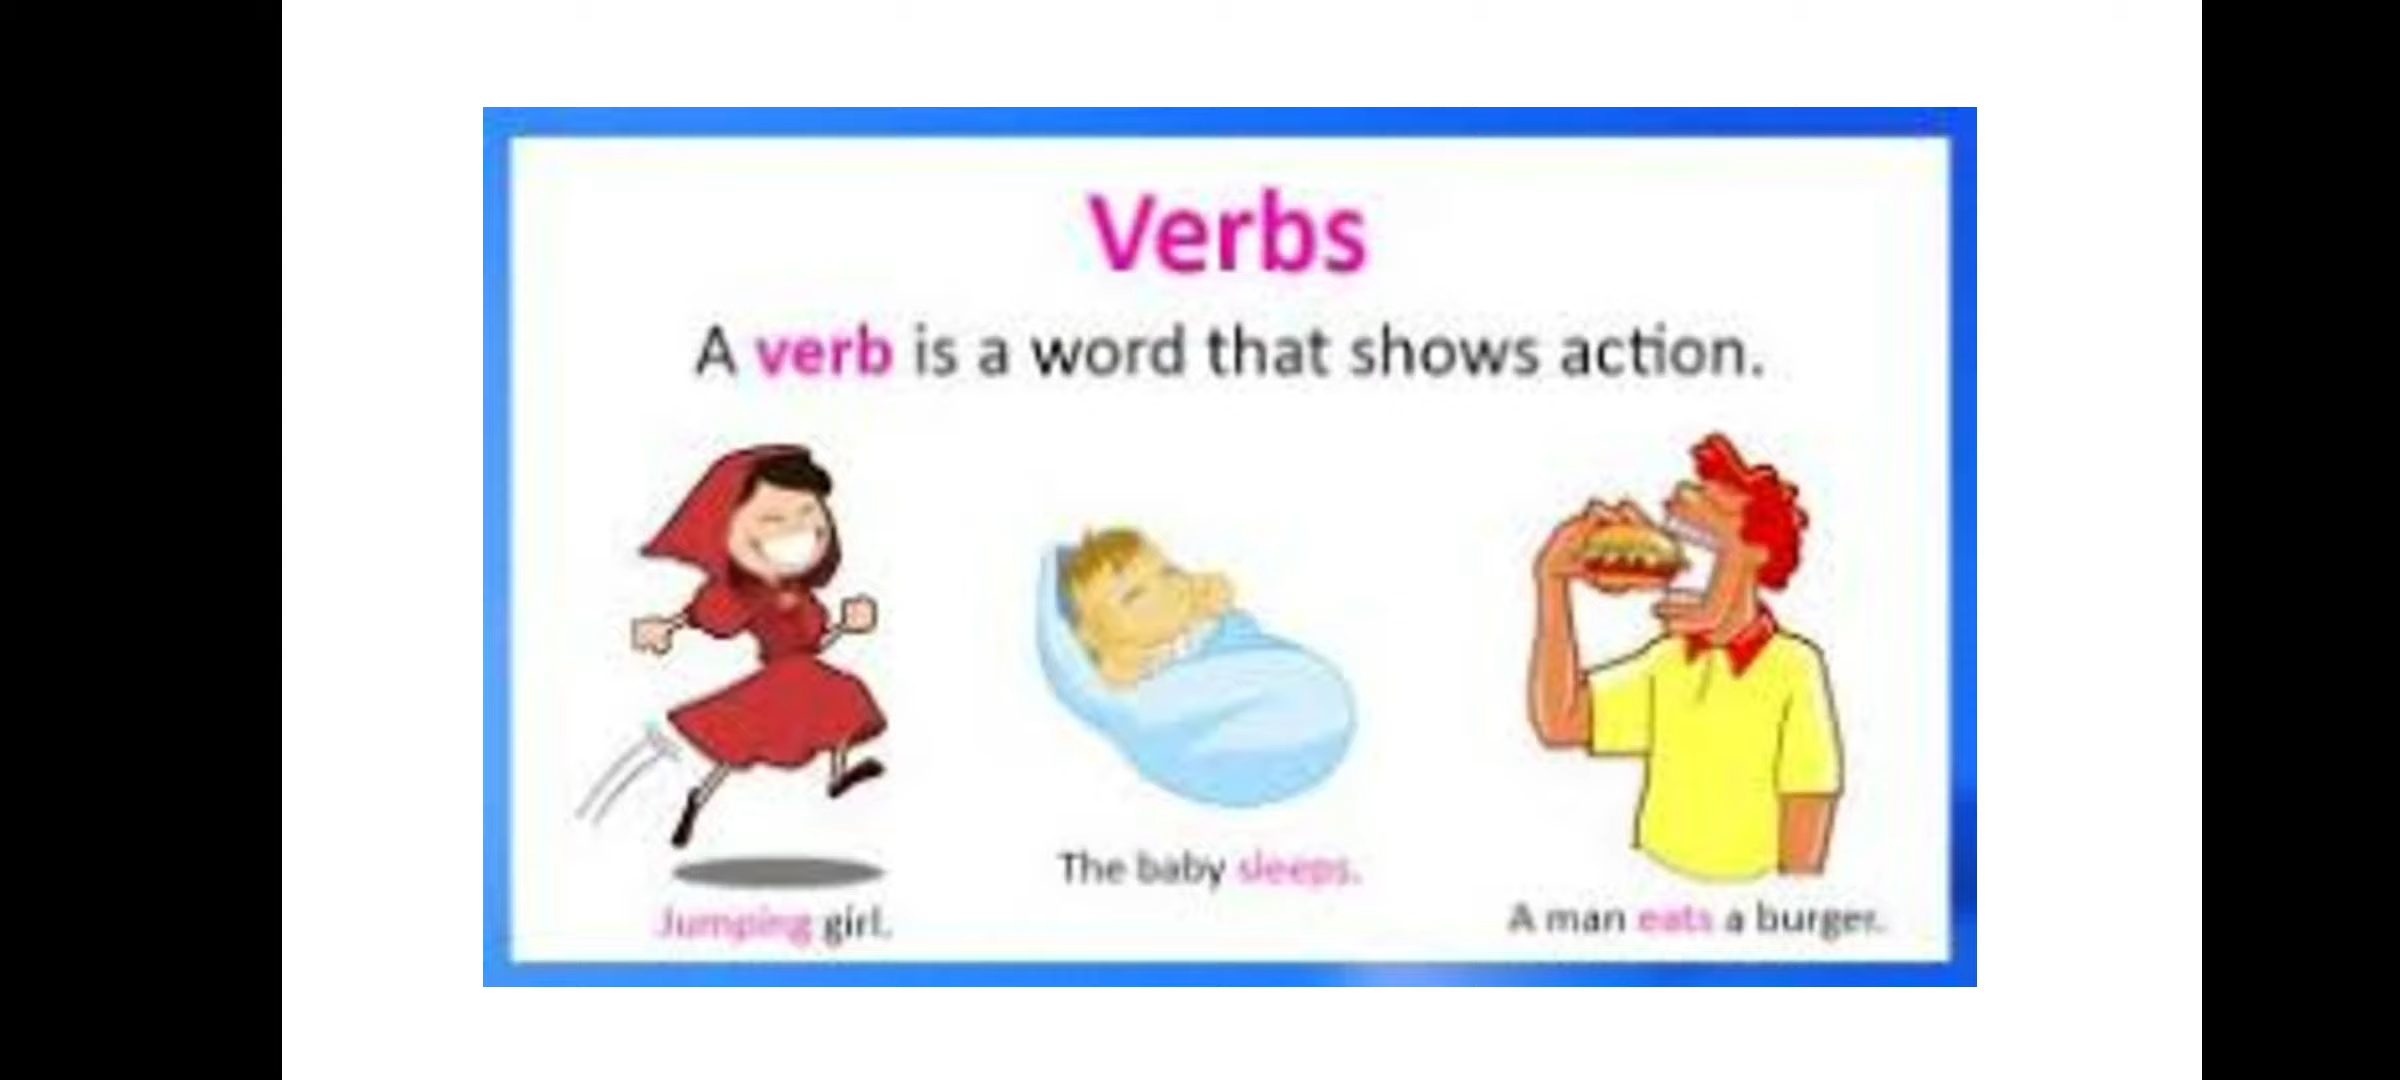 Verbs
A verb is a word that shows action.
Jumping girl.
The baby sleeps.
A man eats a burger.